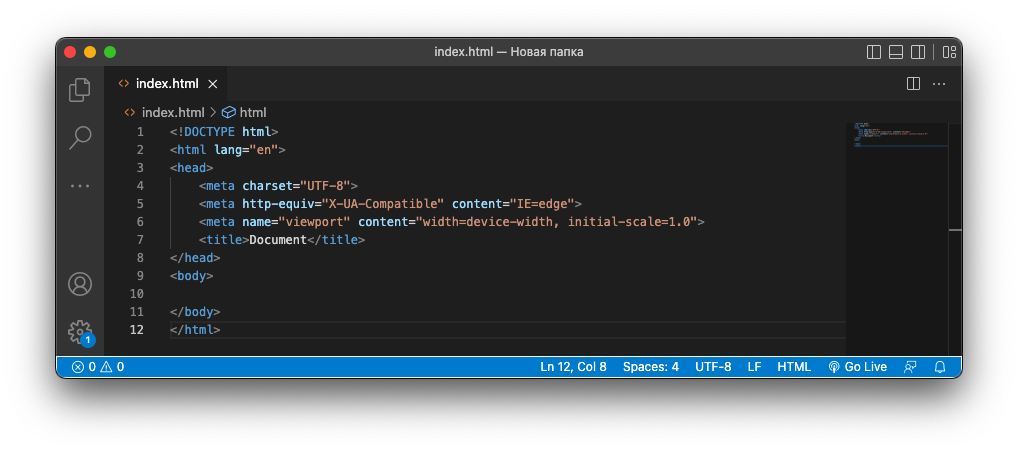 index.html — Новая папка
index.html
index.html > html
1 <!DOCTYPE html>
2 <html lang="en">
3 <head>
4     <meta charset="UTF-8">
5     <meta http-equiv="X-UA-Compatible" content="IE=edge">
6     <meta name="viewport" content="width=device-width, initial-scale=1.0">
7     <title>Document</title>
8 </head>
9 <body>
10
11 </body>
12 </html>
1
0 0 Ln 12, Col 8 Spaces: 4 UTF-8 LF HTML Go Live